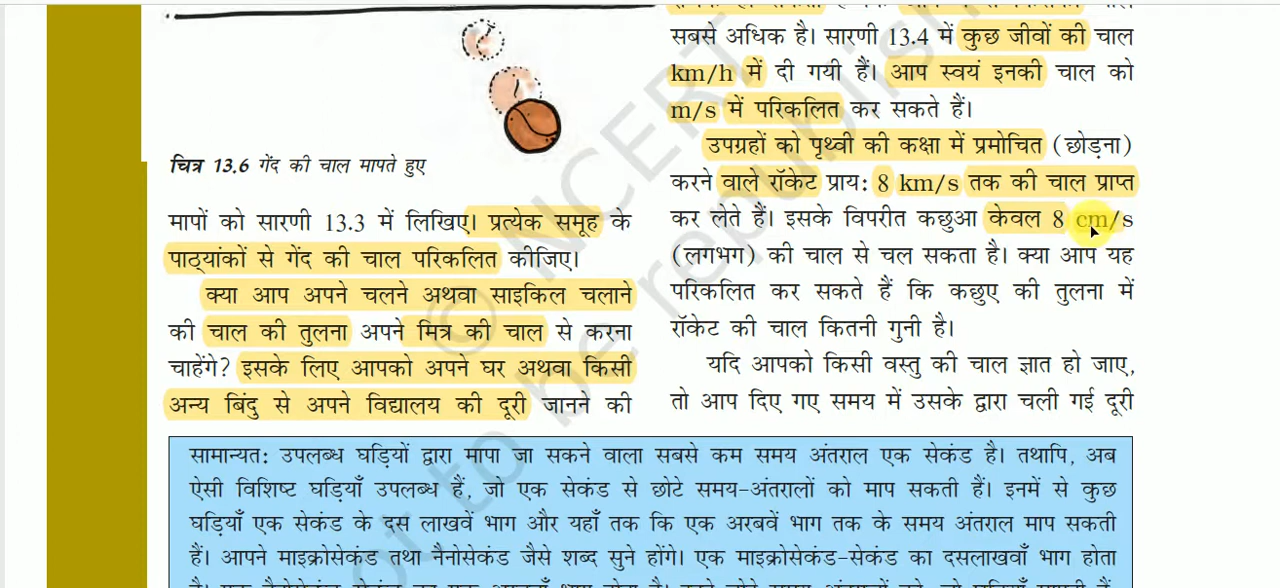 चित्र 13.6 गेंद की चाल मापते हुए
मापों को सारणी 13.3 में लिखिए। प्रत्येक समूह के
पाठ्यांकों से गेंद की चाल परिकलित कीजिए।
क्या आप अपने चलने अथवा साइकिल चलाने
की चाल की तुलना अपने मित्र की चाल से करना
चाहेंगे? इसके लिए आपको अपने घर अथवा किसी
अन्य बिंदु से अपने विद्यालय की दूरी जानने की
सबसे अधिक है। सारणी 13.4 में कुछ जीवों की चाल
km/h में दी गयी हैं। आप स्वयं इनकी चाल को
m/s में परिकलित कर सकते हैं।
उपग्रहों को पृथ्वी की कक्षा में प्रमोचित (छोड़ना)
करने वाले रॉकेट प्राय: 8 km/s तक की चाल प्राप्त
कर लेते हैं। इसके विपरीत कछुआ केवल 8 cm/s
(लगभग) की चाल से चल सकता है। क्या आप यह
परिकलित कर सकते हैं कि कछुए की तुलना में
रॉकेट की चाल कितनी गुनी है।
यदि आपको किसी वस्तु की चाल ज्ञात हो जाए,
तो आप दिए गए समय में उसके द्वारा चली गई दूरी
सामान्यत: उपलब्ध घड़ियों द्वारा मापा जा सकने वाला सबसे कम समय अंतराल एक सेकंड है। तथापि, अब
ऐसी विशिष्ट घड़ियाँ उपलब्ध हैं, जो एक सेकंड से छोटे समय-अंतरालों को माप सकती हैं। इनमें से कुछ
घड़ियाँ एक सेकंड के दस लाखवें भाग और यहाँ तक कि एक अरबवें भाग तक के समय अंतराल माप सकती
हैं। आपने माइक्रोसेकंड तथा नैनोसेकंड जैसे शब्द सुने होंगे। एक माइक्रोसेकंड-सेकंड का दसलाखवाँ भाग होता
© NCERT
not to be republish